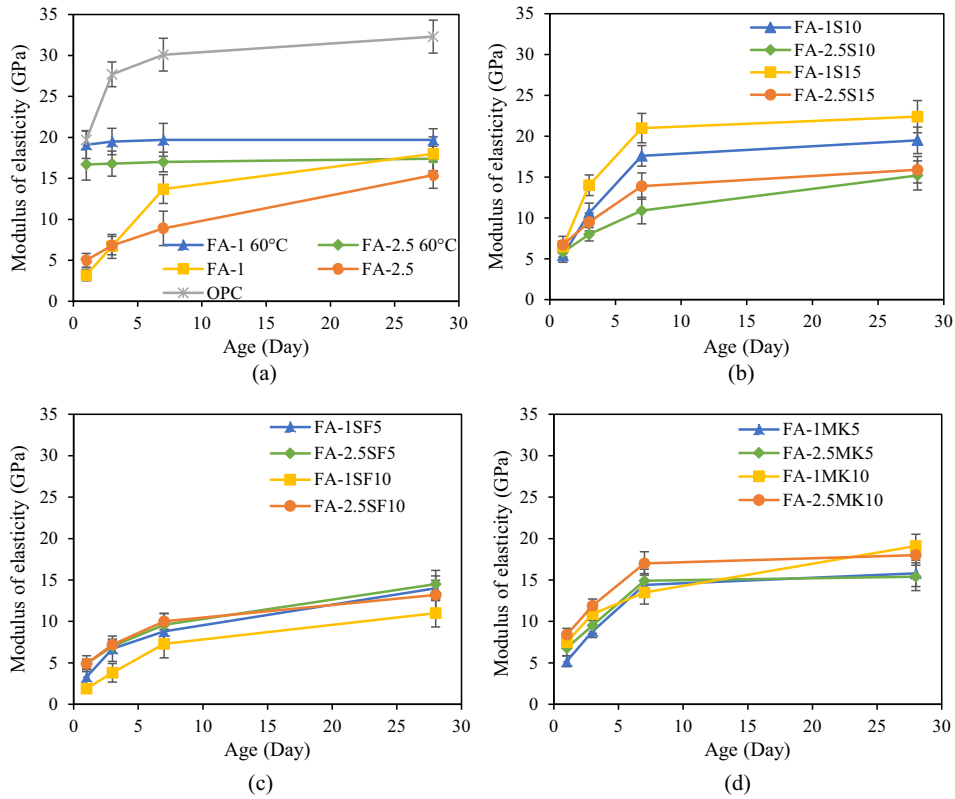 35
30
25
20
15
10
5
0
Modulus of elasticity (GPa)
FA-1 60°C
FA-2.5 60°C
FA-1
FA-2.5
OPC
0
5
10
15
20
25
30
Age (Day)
(a)
35
30
25
20
15
10
5
0
Modulus of elasticity (GPa)
FA-1S10
FA-2.5S10
FA-1S15
FA-2.5S15
0
5
10
15
20
25
30
Age (Day)
(b)
35
30
25
20
15
10
5
0
Modulus of elasticity (GPa)
FA-1SF5
FA-2.5SF5
FA-1SF10
FA-2.5SF10
0
5
10
15
20
25
30
Age (Day)
(c)
35
30
25
20
15
10
5
0
Modulus of elasticity (GPa)
FA-1MK5
FA-2.5MK5
FA-1MK10
FA-2.5MK10
0
5
10
15
20
25
30
Age (Day)
(d)